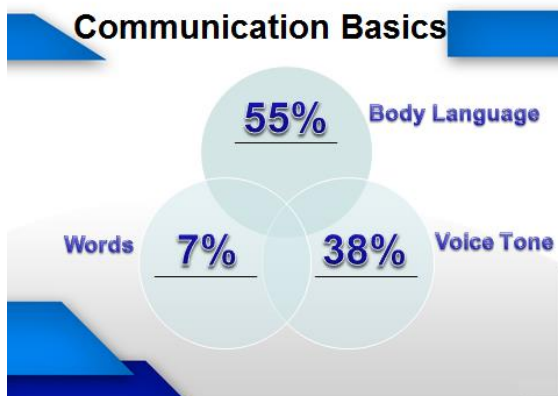 Communication Basics
55%
Body Language
Words
7%
38%
Voice Tone